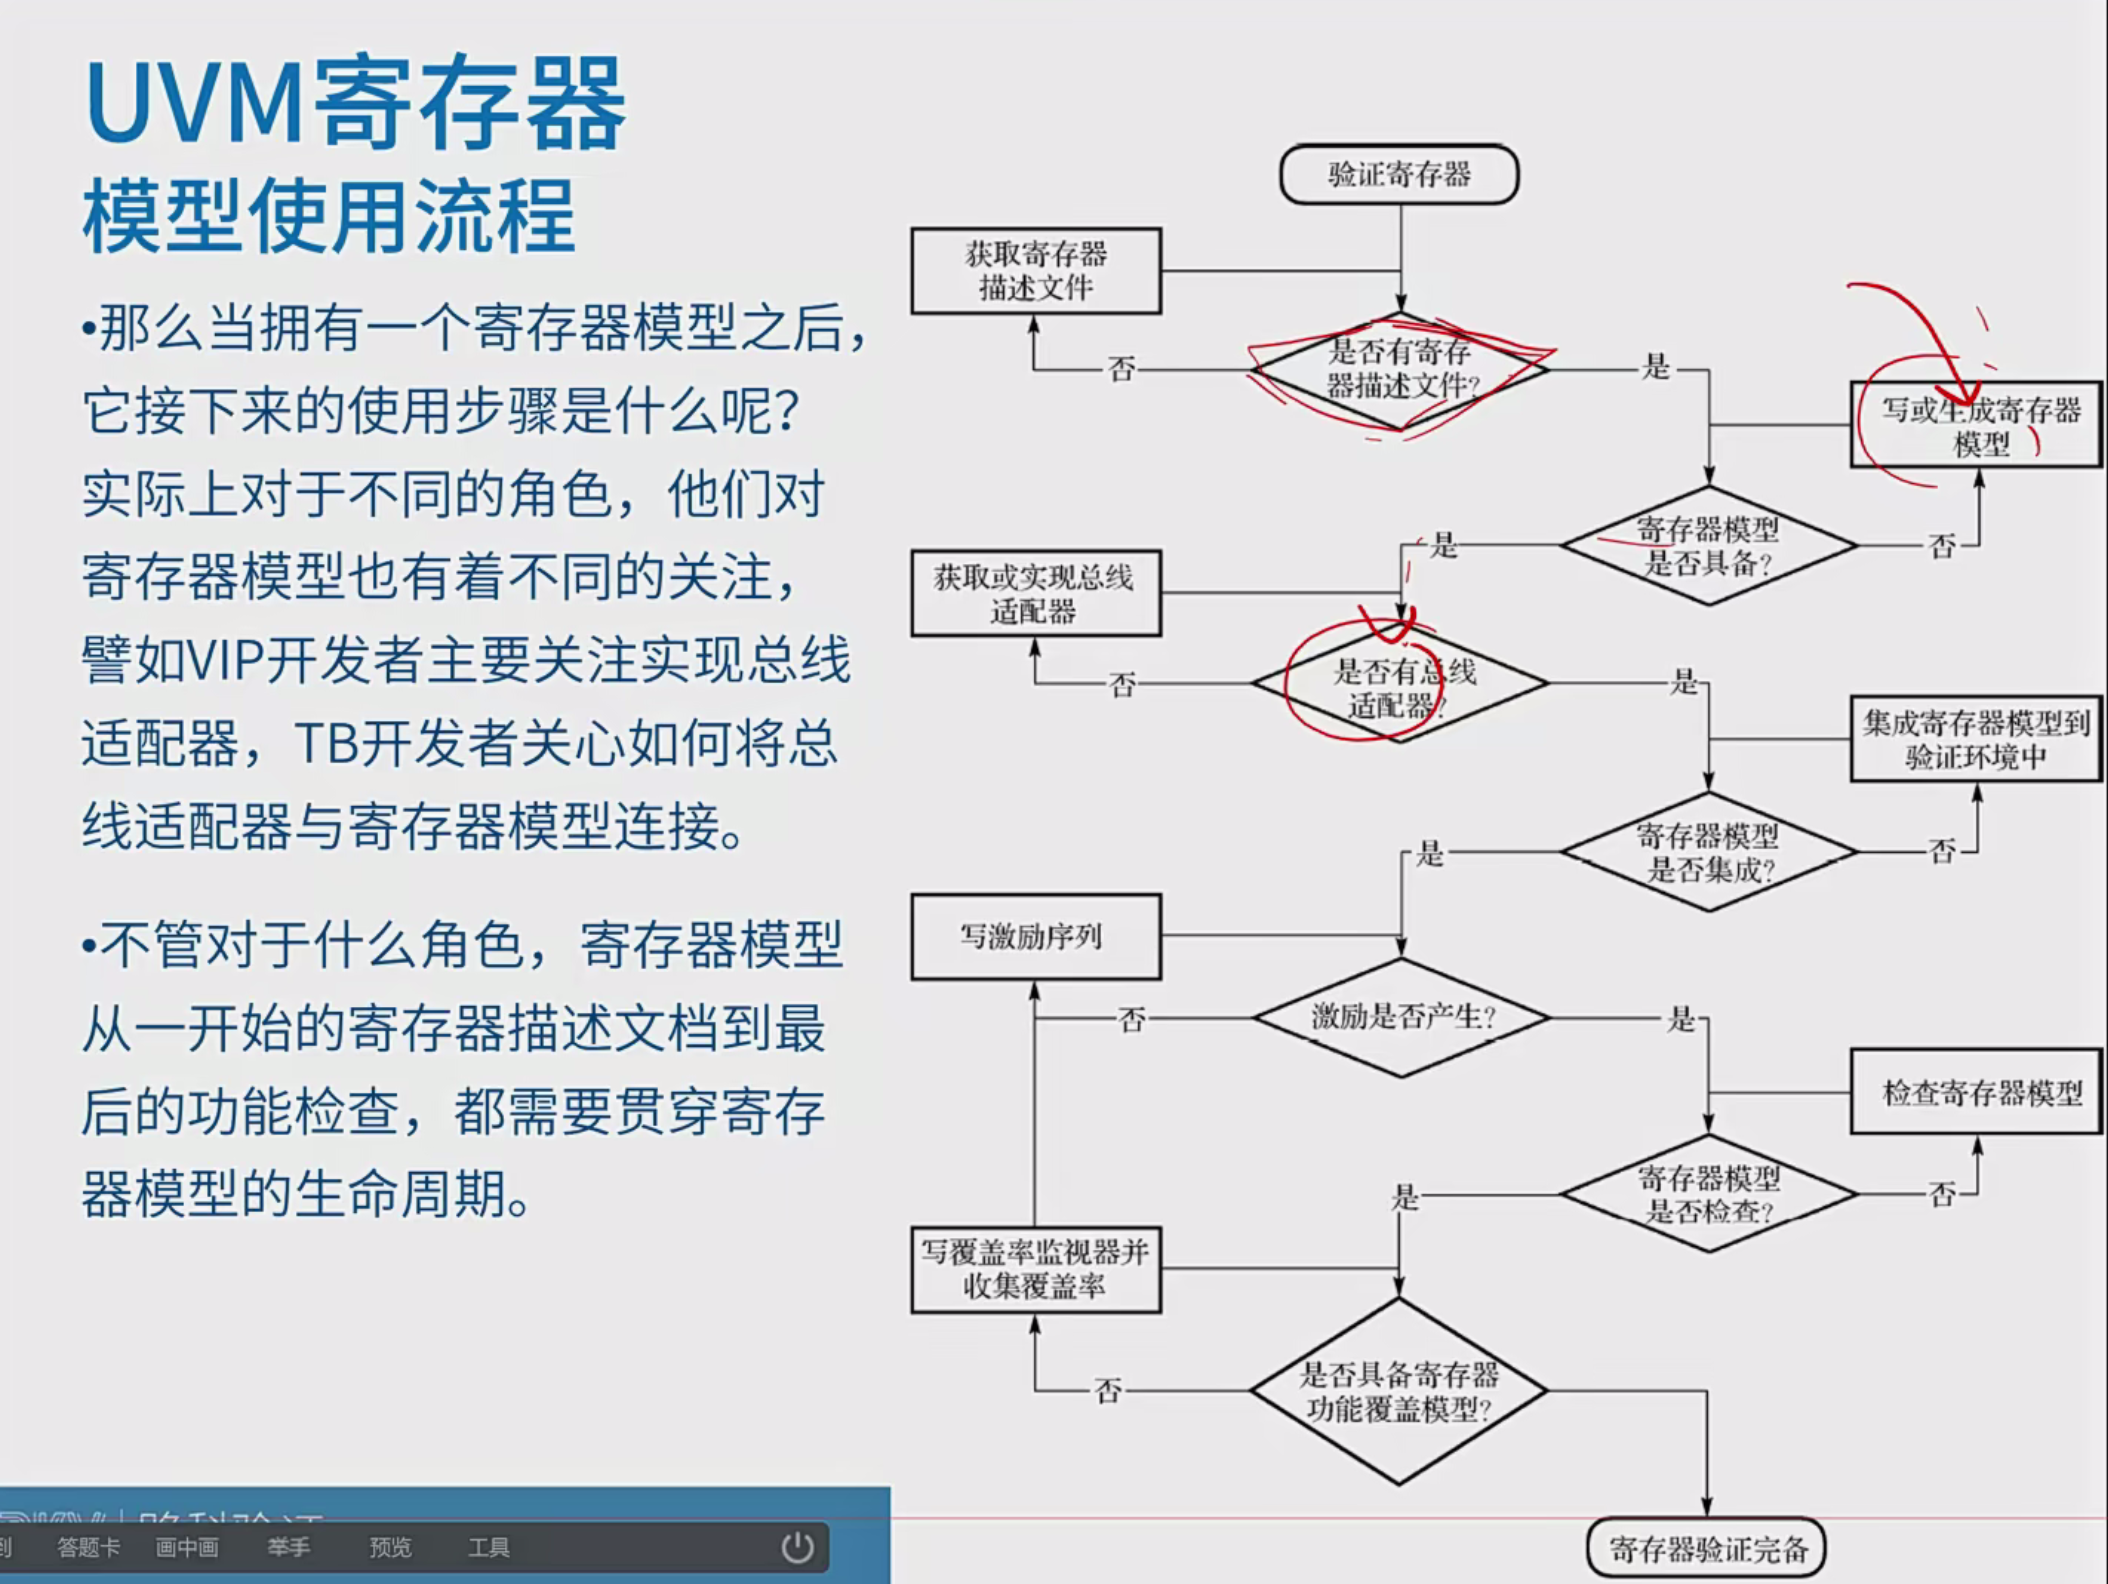 UVM寄存器
模型使用流程
•那么当拥有一个寄存器模型之后，
它接下来的使用步骤是什么呢？
实际上对于不同的角色，他们对
寄存器模型也有着不同的关注，
譬如VIP开发者主要关注实现总线
适配器，TB开发者关心如何将总
线适配器与寄存器模型连接。
•不管对于什么角色，寄存器模型
从一开始的寄存器描述文档到最
后的功能检查，都需要贯穿寄存
器模型的生命周期。
验证寄存器
获取寄存器
描述文件
是否有寄存
器描述文件?
否
是
写或生成寄存器
模型
寄存器模型
是否具备?
是
否
获取或实现总线
适配器
是否有总线
适配器?
否
是
集成寄存器模型到
验证环境中
寄存器模型
是否集成?
是
否
写激励序列
激励是否产生?
否
是
检查寄存器模型
寄存器模型
是否检查?
是
否
写覆盖率监视器并
收集覆盖率
是否具备寄存器
功能覆盖模型?
否
寄存器验证完备
到 答题卡 画中画 举手 预览 工具